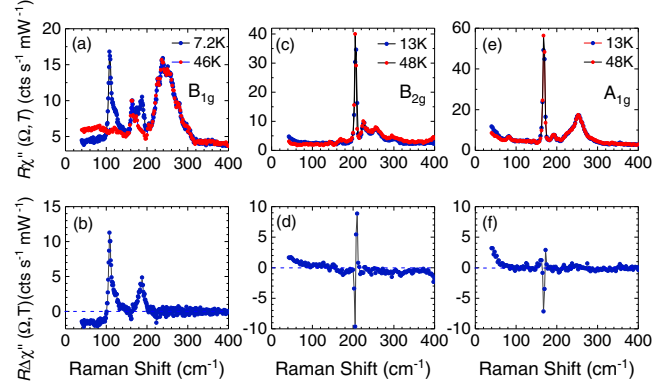 Rχ'' (Ω, T) (cts s⁻¹ mW⁻¹)
20
15
10
5
0 100 200 300 400
(a)
7.2K
46K
B1g
40
30
20
10
0
0 100 200 300 400
(c)
13K
48K
B2g
60
40
20
0
0 100 200 300 400
(e)
13K
48K
A1g
RΔχ'' (Ω,T) (cts s⁻¹ mW⁻¹)
15
10
5
0
0 100 200 300 400
(b)
Raman Shift (cm⁻¹)
10
5
0
-5
-10
0 100 200 300 400
(d)
Raman Shift (cm⁻¹)
10
5
0
-5
-10
0 100 200 300 400
(f)
Raman Shift (cm⁻¹)